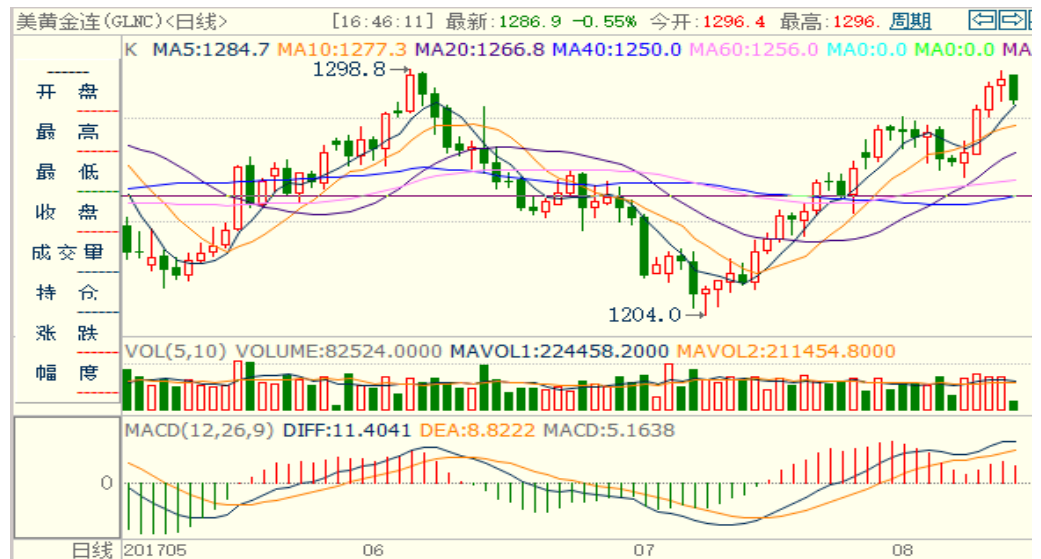 美黄金连(GLNC)<日线> [16:46:11] 最新:1286.9 -0.55% 今开:1296.4 最高:1296. 周期
K MA5:1284.7 MA10:1277.3 MA20:1266.8 MA40:1250.0 MA60:1256.0 MA0:0.0 MA0:0.0 MA
1298.8
开 盘
最 高
最 低
收 盘
成交里
持 仓
涨 跌
幅 度
1204.0
VOL(5,10) VOLUME:82524.0000 MAVOL1:224458.2000 MAVOL2:211454.8000
MACD(12,26,9) DIFF:11.4041 DEA:8.8222 MACD:5.1638
0
日线 201705 06 07 08